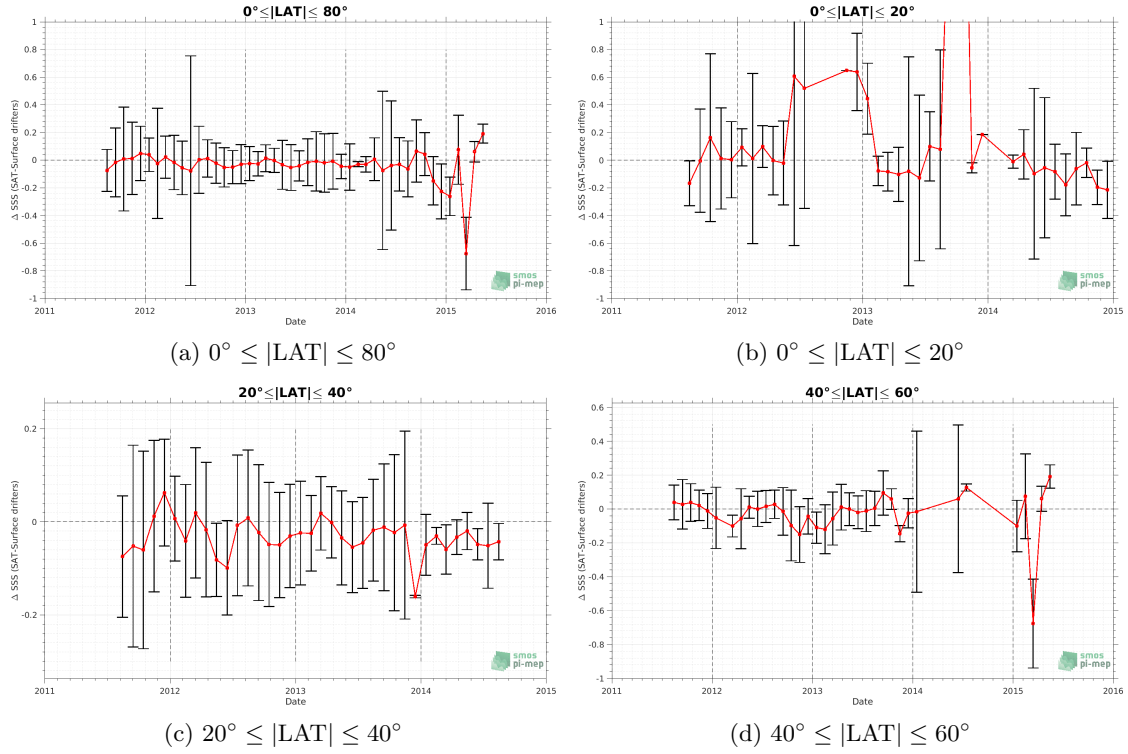 0°≤|LAT|≤ 80°
Δ SSS (SAT-Surface drifters)
1
0.8
0.6
0.4
0.2
0
-0.2
-0.4
-0.6
-0.8
-1
2011
2012
2013
2014
2015
2016
Date
smos
pi-mep
(a) 0° ≤ |LAT| ≤ 80°
0°≤|LAT|≤ 20°
Δ SSS (SAT-Surface drifters)
1
0.8
0.6
0.4
0.2
0
-0.2
-0.4
-0.6
-0.8
-1
2011
2012
2013
2014
2015
Date
smos
pi-mep
(b) 0° ≤ |LAT| ≤ 20°
20°≤|LAT|≤ 40°
Δ SSS (SAT-Surface drifters)
0.2
0
-0.2
2011
2012
2013
2014
2015
Date
smos
pi-mep
(c) 20° ≤ |LAT| ≤ 40°
40°≤|LAT|≤ 60°
Δ SSS (SAT-Surface drifters)
0.6
0.4
0.2
0
-0.2
-0.4
-0.6
-0.8
-1
2011
2012
2013
2014
2015
2016
Date
smos
pi-mep
(d) 40° ≤ |LAT| ≤ 60°